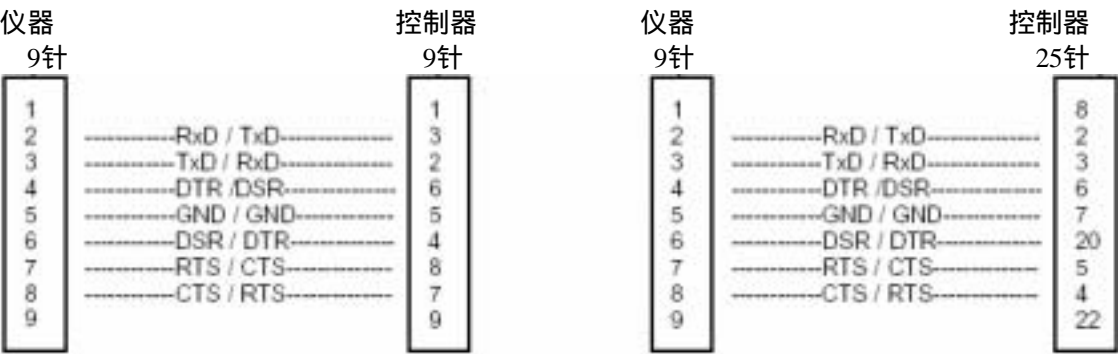 仪器 控制器 仪器 控制器
9针 9针 9针 25针
1 1 1 8
2 ------------RxD / TxD--------------- 3 2 ------------RxD / TxD--------------- 2
3 ------------TxD / RxD--------------- 2 3 ------------TxD / RxD--------------- 3
4 ------------DTR /DSR--------------- 6 4 ------------DTR /DSR--------------- 6
5 ------------GND / GND------------- 5 5 ------------GND / GND------------- 7
6 ------------DSR / DTR-------------- 4 6 ------------DSR / DTR-------------- 20
7 ------------RTS / CTS-------------- 8 7 ------------RTS / CTS-------------- 5
8 ------------CTS / RTS-------------- 7 8 ------------CTS / RTS-------------- 4
9 9 9 22